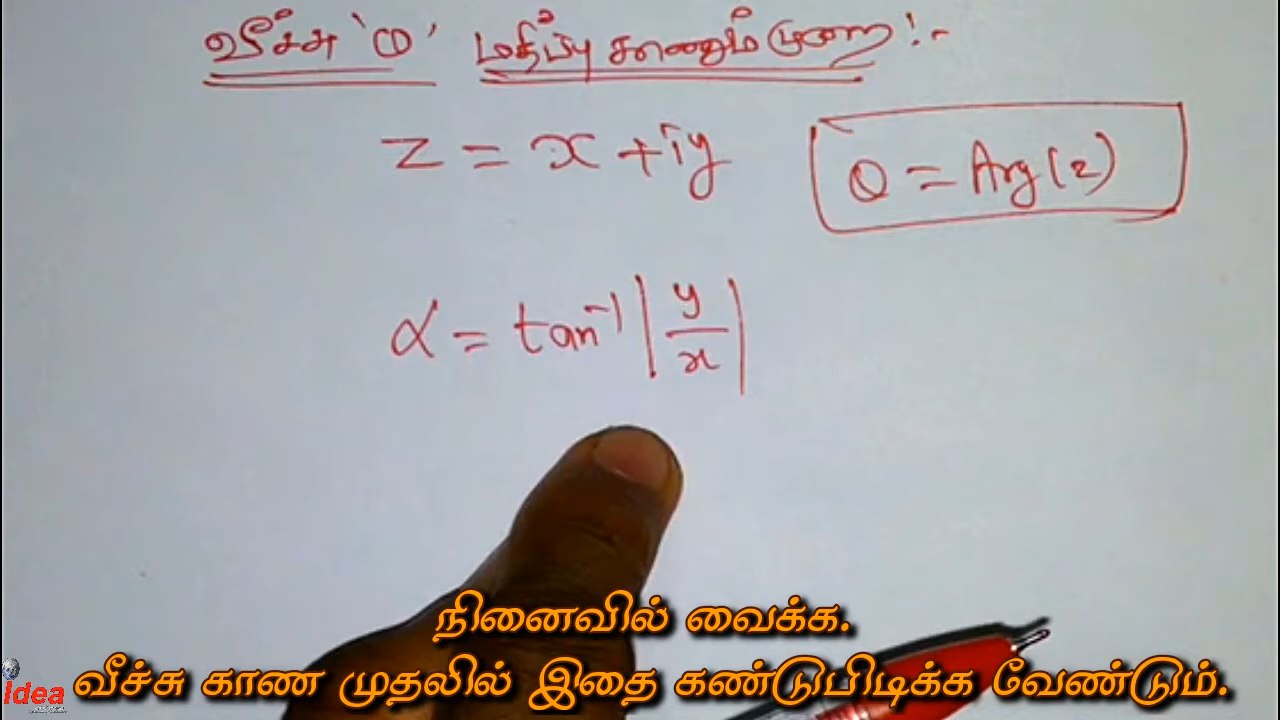 வீச்சு 'θ' மதிப்பு காணும் முறை :-
z = x + iy
θ = Arg(z)
α = tan⁻¹ |y/x|
நினைவில் வைக்க.
வீச்சு காண முதலில் இதை கண்டுபிடிக்க வேண்டும்.
Idea